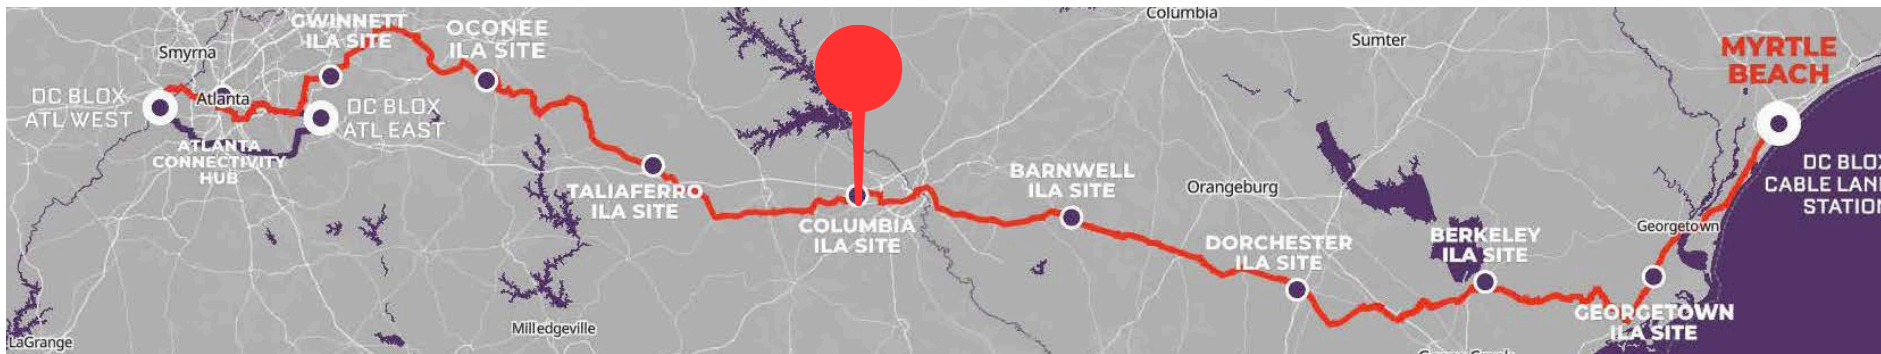 GWINNETT
ILA SITE
OCONEE
ILA SITE
Columbia
Sumter
Smyrna
MYRTLE
BEACH
DC BLOX
ATL WEST
Atlanta
DC BLOX
ATL EAST
ATLANTA
CONNECTIVITY
HUB
TALIAFERRO
ILA SITE
COLUMBIA
ILA SITE
BARNWELL
ILA SITE
Orangeburg
DC BLOX
CABLE LAN
STATION
Georgetown
DORCHESTER
ILA SITE
BERKELEY
ILA SITE
GEORGETOWN
ILA SITE
Milledgeville
LaGrange